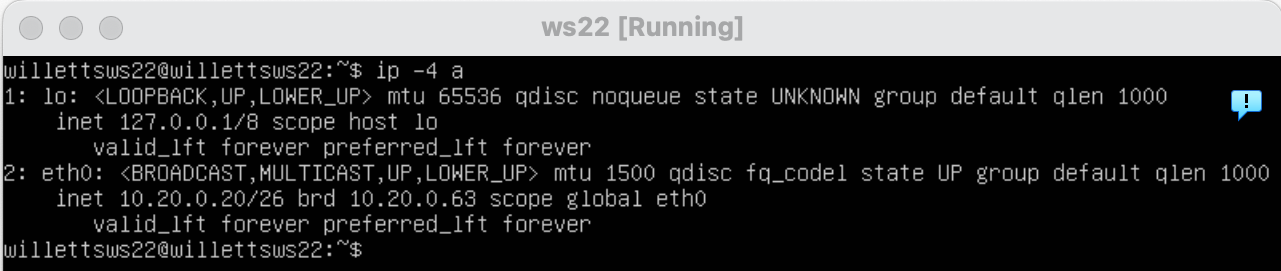 ws22 [Running]
willettsws22@willettsws22:~$ ip -4 a
1: lo: <LOOPBACK,UP,LOWER_UP> mtu 65536 qdisc noqueue state UNKNOWN group default qlen 1000
    inet 127.0.0.1/8 scope host lo
       valid_lft forever preferred_lft forever
2: eth0: <BROADCAST,MULTICAST,UP,LOWER_UP> mtu 1500 qdisc fq_codel state UP group default qlen 1000
    inet 10.20.0.20/26 brd 10.20.0.63 scope global eth0
       valid_lft forever preferred_lft forever
willettsws22@willettsws22:~$